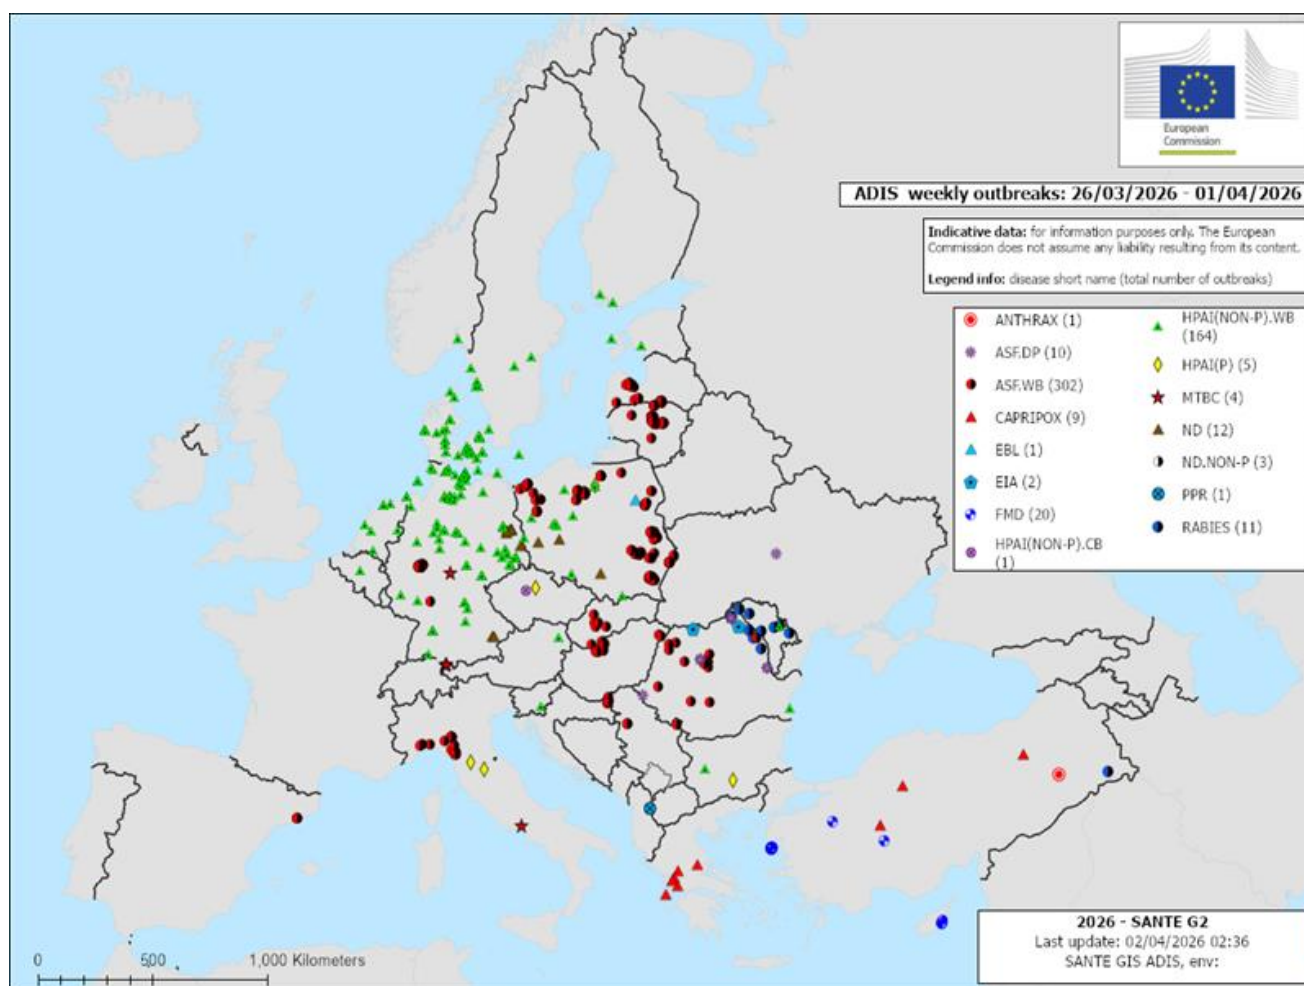 European
Commission
ADIS weekly outbreaks: 26/03/2026 - 01/04/2026
Indicative data: for information purposes only. The European
Commission does not assume any liability resulting from its content.
Legend info: disease short name (total number of outbreaks)
ANTHRAX (1)
ASF.DP (10)
ASF.WB (302)
CAPRIPOX (9)
EBL (1)
EIA (2)
FMD (20)
HPAI(NON-P).CB
(1)
HPAI(NON-P).WB
(164)
HPAI(P) (5)
MTBC (4)
ND (12)
ND.NON-P (3)
PPR (1)
RABIES (11)
2026 - SANTE G2
Last update: 02/04/2026 02:36
SANTE GIS ADIS, env:
0 500 1,000 Kilometers